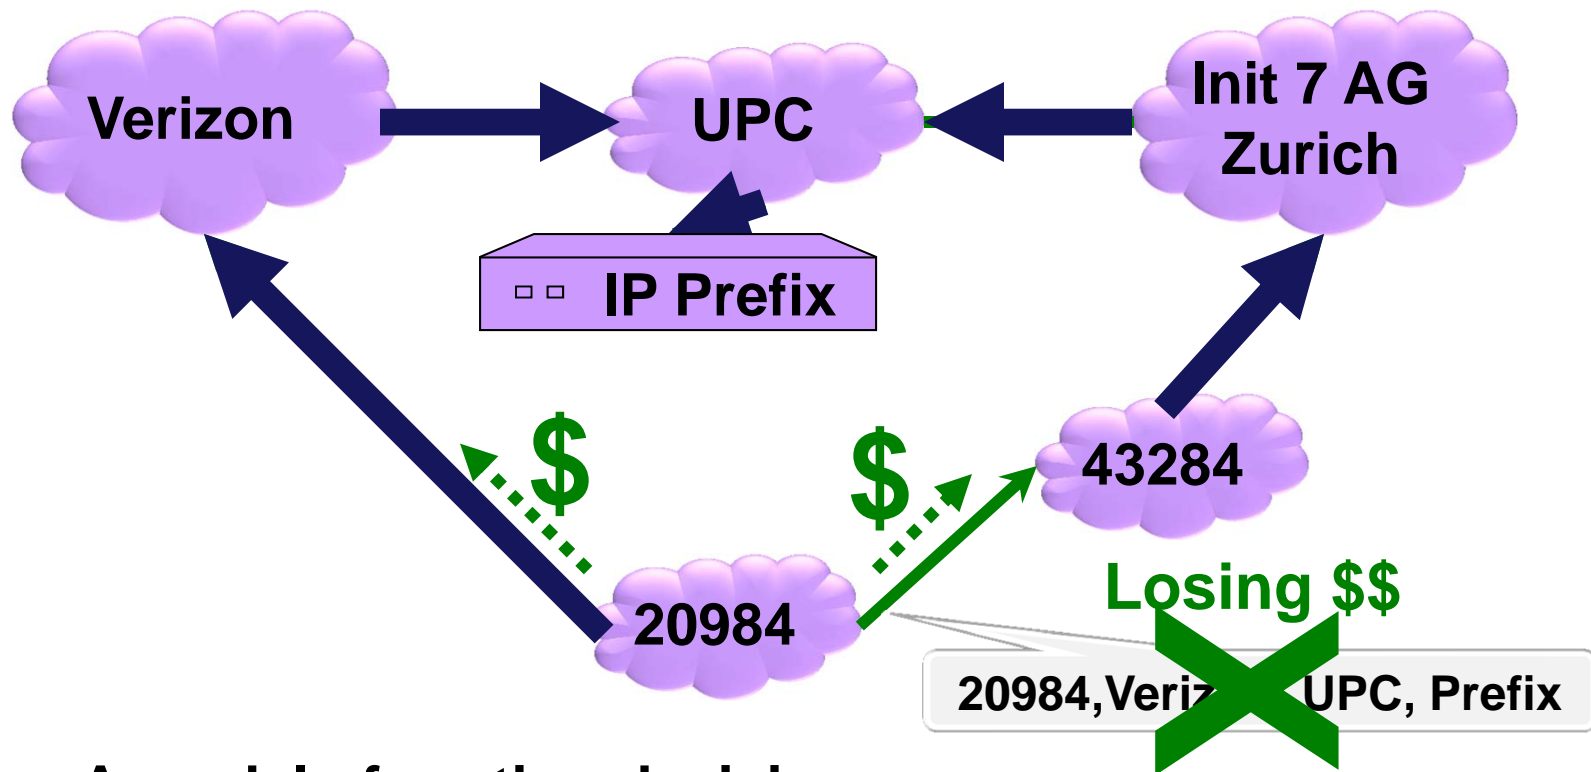 Verizon
UPC
Init 7 AG
Zurich
IP Prefix
$
$
43284
20984
Losing $$
20984,Veriz UPC, Prefix